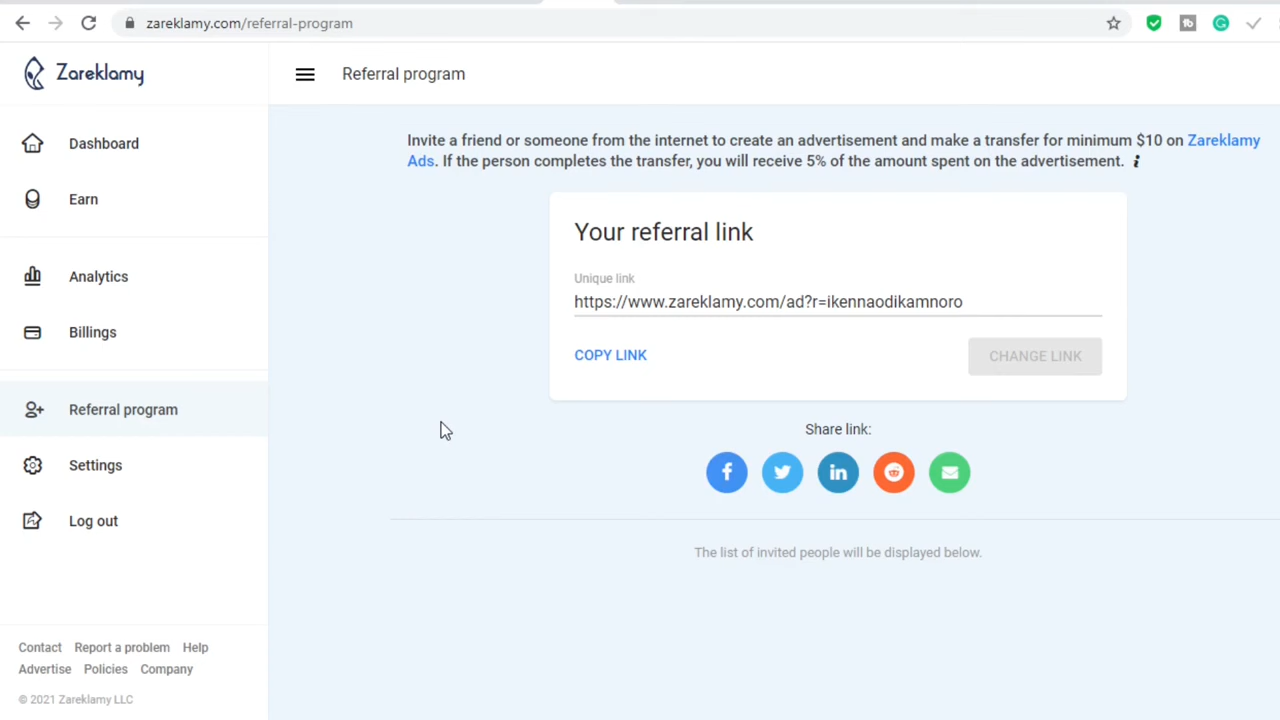 zareklamy.com/referral-program
Zareklamy
Referral program
Dashboard
Earn
Analytics
Billings
Referral program
Settings
Log out
Contact Report a problem Help
Advertise Policies Company
© 2021 Zareklamy LLC
Invite a friend or someone from the internet to create an advertisement and make a transfer for minimum $10 on Zareklamy
Ads. If the person completes the transfer, you will receive 5% of the amount spent on the advertisement. i
Your referral link
Unique link
https://www.zareklamy.com/ad?r=ikennaodikamnoro
COPY LINK
CHANGE LINK
Share link:
The list of invited people will be displayed below.